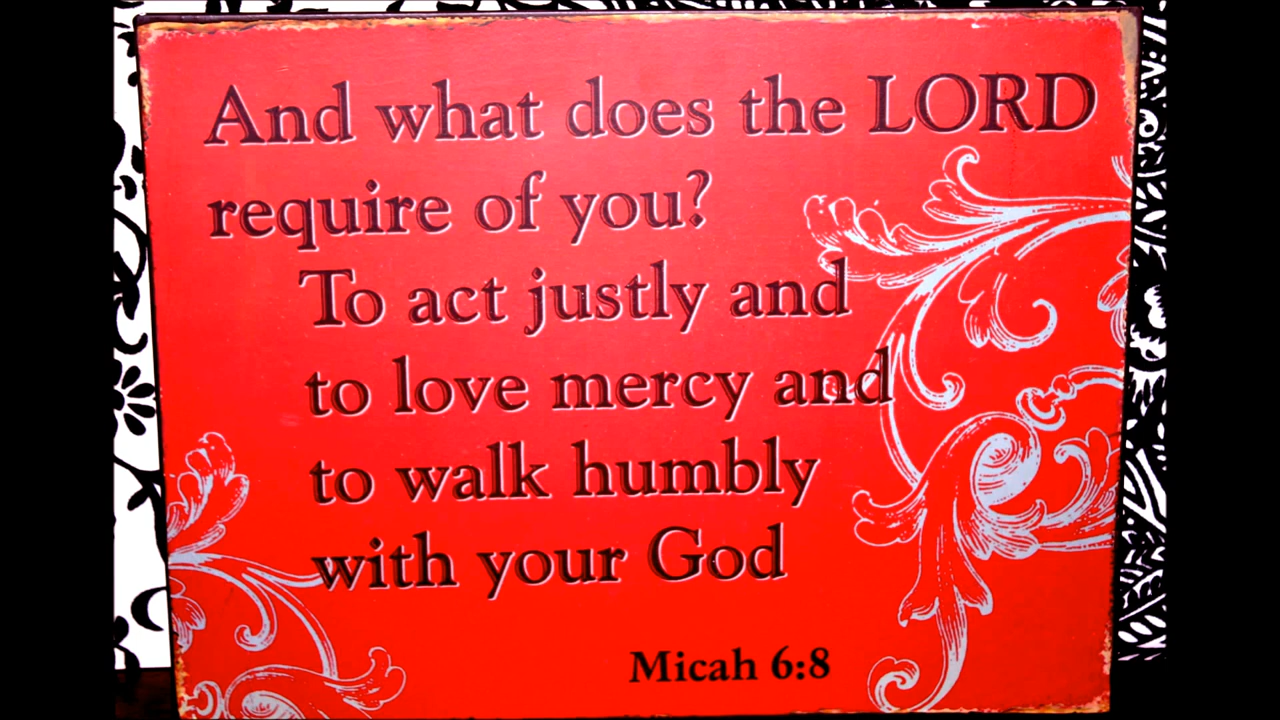 And what does the LORD
require of you?
To act justly and
to love mercy and
to walk humbly
with your God
Micah 6:8